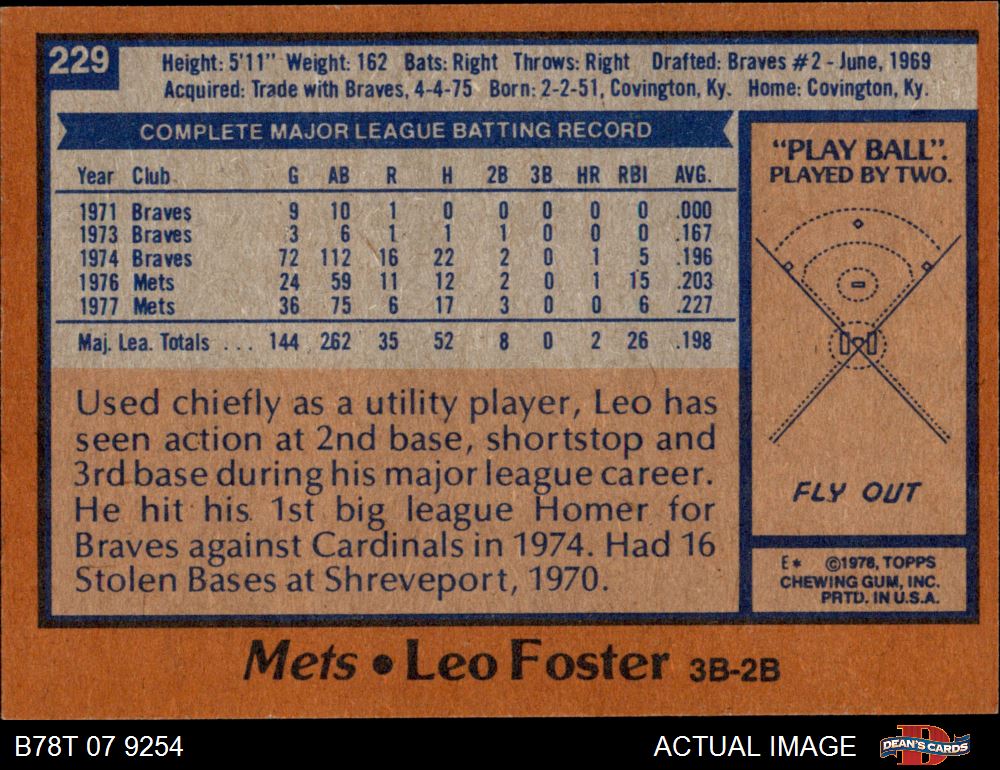 229
Height: 5'11" Weight: 162 Bats: Right Throws: Right Drafted: Braves #2 - June, 1969
Acquired: Trade with Braves, 4-4-75 Born: 2-2-51, Covington, Ky. Home: Covington, Ky.
COMPLETE MAJOR LEAGUE BATTING RECORD
Year Club G AB R H 2B 3B HR RBI AVG.
1971 Braves 9 10 1 0 0 0 0 0 .000
1973 Braves 3 6 1 1 1 0 0 0 .167
1974 Braves 72 112 16 22 2 0 1 5 .196
1976 Mets 24 59 11 12 2 0 1 15 .203
1977 Mets 36 75 6 17 3 0 0 6 .227
Maj. Lea. Totals ... 144 262 35 52 8 0 2 26 .198
Used chiefly as a utility player, Leo has
seen action at 2nd base, shortstop and
3rd base during his major league career.
He hit his 1st big league Homer for
Braves against Cardinals in 1974. Had 16
Stolen Bases at Shreveport, 1970.
"PLAY BALL".
PLAYED BY TWO.
FLY OUT
E* ©1978, TOPPS
CHEWING GUM, INC.
PRTD. IN U.S.A.
Mets • Leo Foster 3B-2B
B78T 07 9254
ACTUAL IMAGE
D
DEAN'S CARDS